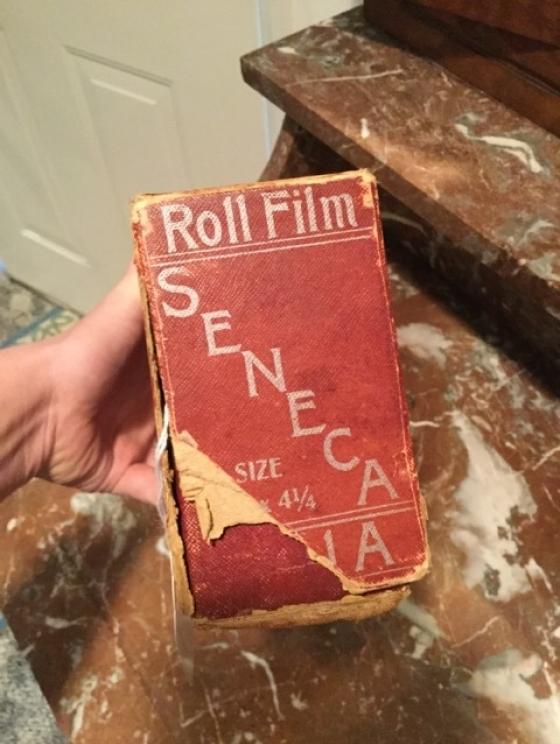 Roll Film
SENECA
SIZE
x 4¼
A